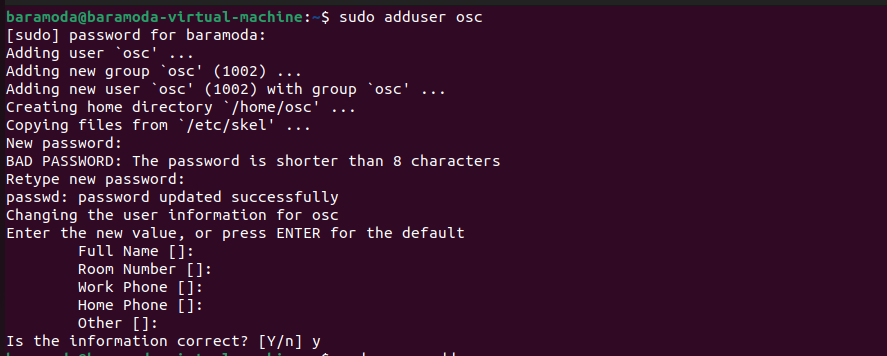 baramoda@baramoda-virtual-machine:~$ sudo adduser osc
[sudo] password for baramoda:
Adding user `osc' ...
Adding new group `osc' (1002) ...
Adding new user `osc' (1002) with group `osc' ...
Creating home directory `/home/osc' ...
Copying files from `/etc/skel' ...
New password:
BAD PASSWORD: The password is shorter than 8 characters
Retype new password:
passwd: password updated successfully
Changing the user information for osc
Enter the new value, or press ENTER for the default
Full Name []:
Room Number []:
Work Phone []:
Home Phone []:
Other []:
Is the information correct? [Y/n] y